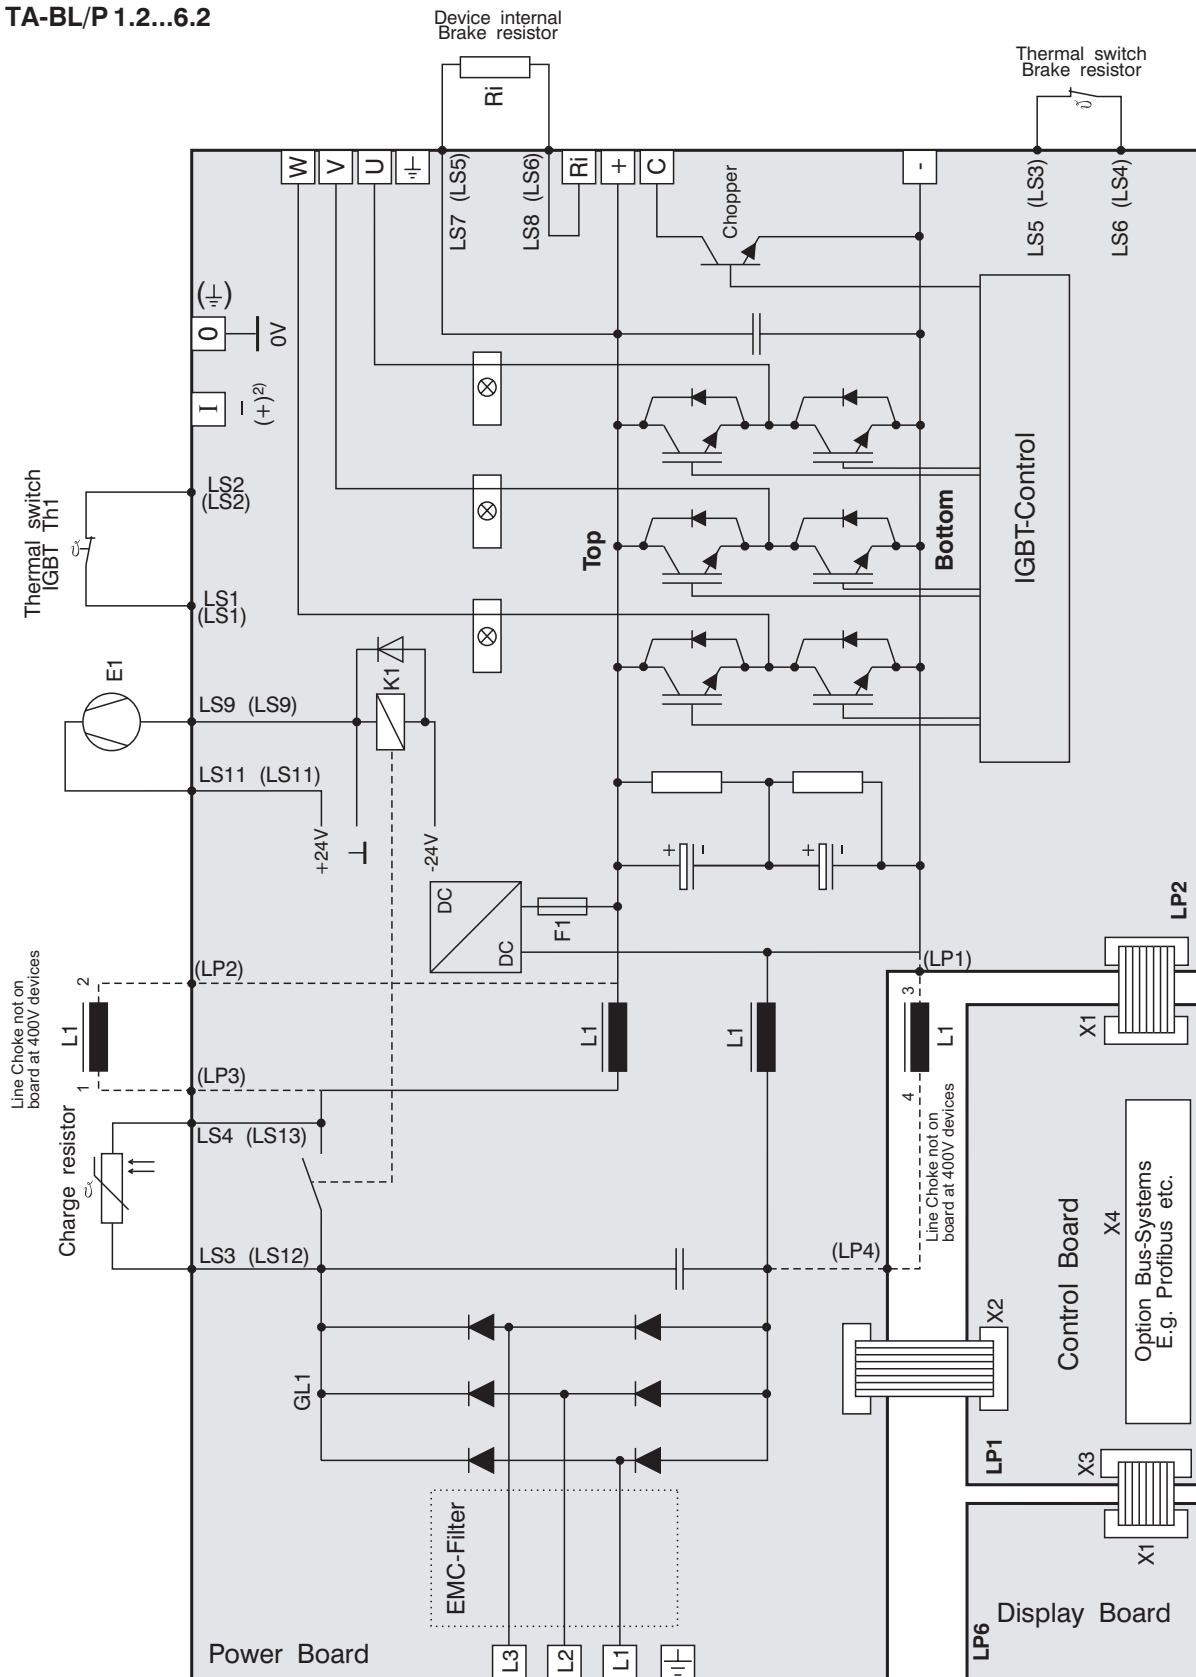 TA-BL/P 1.2...6.2
Device internal
Brake resistor
Ri
Thermal switch
Brake resistor
W
V
U
LS7 (LS5)
LS8 (LS6)
Ri
+
C
-
LS5 (LS3)
LS6 (LS4)
Chopper
0
0V
I
– (+)²⁾
Thermal switch
IGBT Th1
LS2
(LS2)
LS1
(LS1)
Top
Bottom
IGBT-Control
E1
K1
LS9 (LS9)
LS11 (LS11)
+24V
-24V
+
-
+
-
DC
DC
F1
LP2
Line Choke not on
board at 400V devices
2
L1
1
(LP2)
(LP3)
L1
L1
(LP1)
3
L1
4
Line Choke not on
board at 400V devices
X1
Charge resistor
LS4 (LS13)
LS3 (LS12)
(LP4)
X4
Option Bus-Systems
E.g. Profibus etc.
Control Board
X2
GL1
LP1
X3
EMC-Filter
X1
Display Board
LP6
Power Board
L3
L2
L1